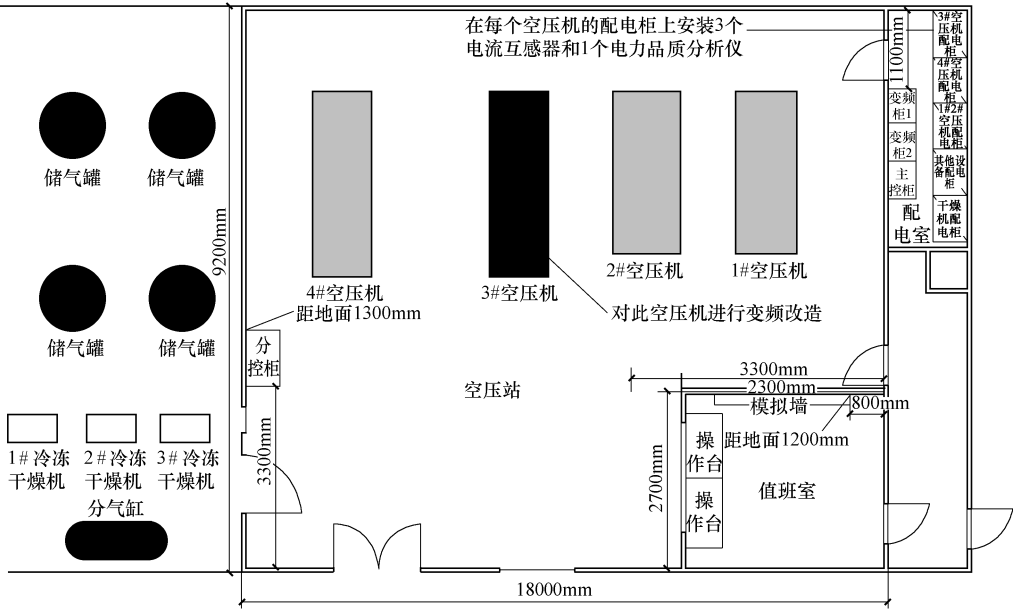 在每个空压机的配电柜上安装3个
电流互感器和1个电力品质分析仪
1100mm
3#空
压机
配电
柜
4#空
压机
配电
柜
1#2#
空压
机配
电柜
其他设
备配电
柜
干燥
机配
电柜
变频
柜1
变频
柜2
主
控柜
配
电室
储气罐
储气罐
储气罐
储气罐
9200mm
4#空压机
3#空压机
2#空压机
1#空压机
距地面1300mm
对此空压机进行变频改造
分
控柜
空压站
3300mm
2300mm
模拟墙
800mm
距地面1200mm
操
作台
操
作台
值班室
2700mm
3300mm
1#冷冻
干燥机
2#冷冻
干燥机
3#冷冻
干燥机
分气缸
18000mm